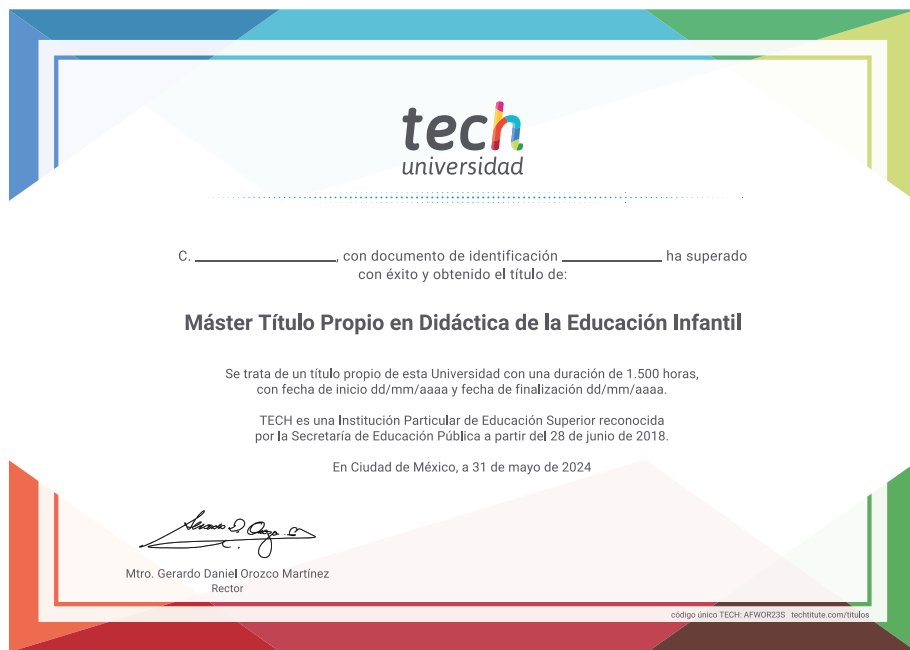 tech
universidad
C. ____________, con documento de identificación ____________ ha superado
con éxito y obtenido el título de:
Máster Título Propio en Didáctica de la Educación Infantil
Se trata de un título propio de esta Universidad con una duración de 1.500 horas,
con fecha de inicio dd/mm/aaaa y fecha de finalización dd/mm/aaaa.
TECH es una Institución Particular de Educación Superior reconocida
por la Secretaría de Educación Pública a partir del 28 de junio de 2018.
En Ciudad de México, a 31 de mayo de 2024
Mtro. Gerardo Daniel Orozco Martínez
Rector
código único TECH: AFWOR23S techtitute.com/titulos